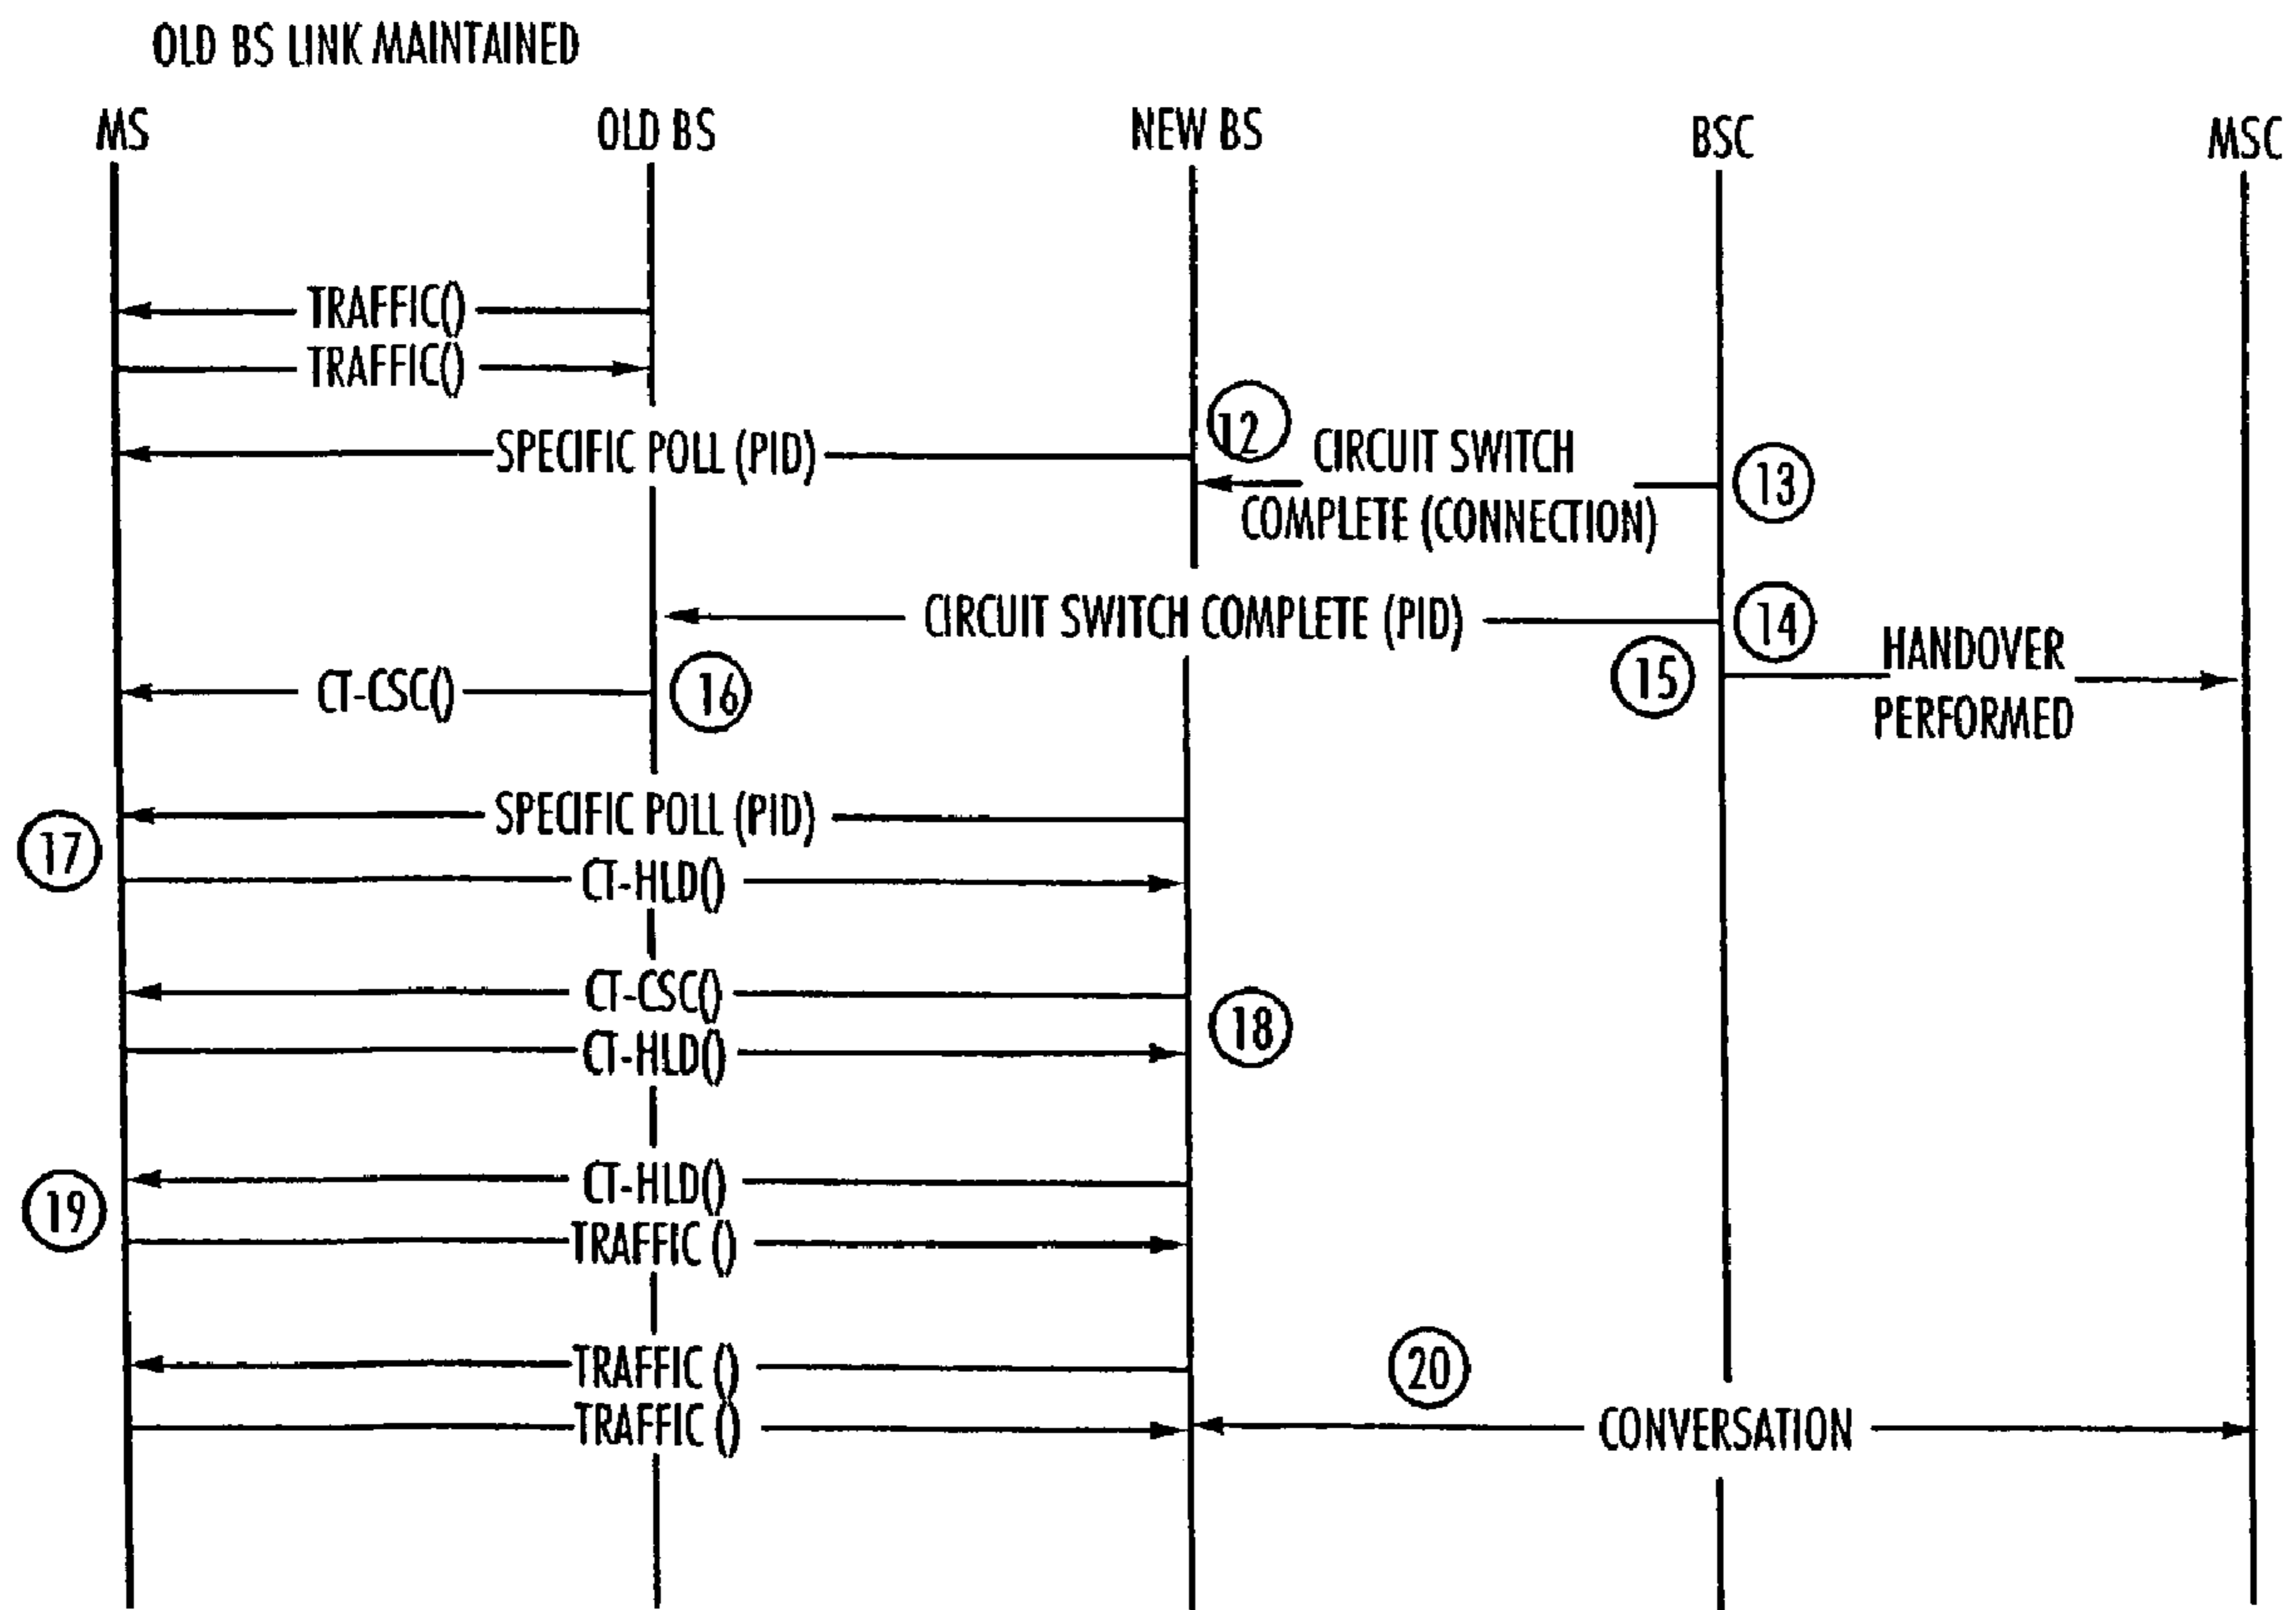 OLD BS LINK MAINTAINED
MS
OLD BS
NEW BS
BSC
MSC
TRAFFIC()
TRAFFIC()
12
SPECIFIC POLL (PID)
CIRCUIT SWITCH
COMPLETE (CONNECTION)
13
CIRCUIT SWITCH COMPLETE (PID)
14
15
HANDOVER
PERFORMED
CT-CSC()
16
SPECIFIC POLL (PID)
17
CT-HLD()
CT-CSC()
18
CT-HLD()
CT-HLD()
19
TRAFFIC ()
TRAFFIC ()
20
TRAFFIC ()
CONVERSATION